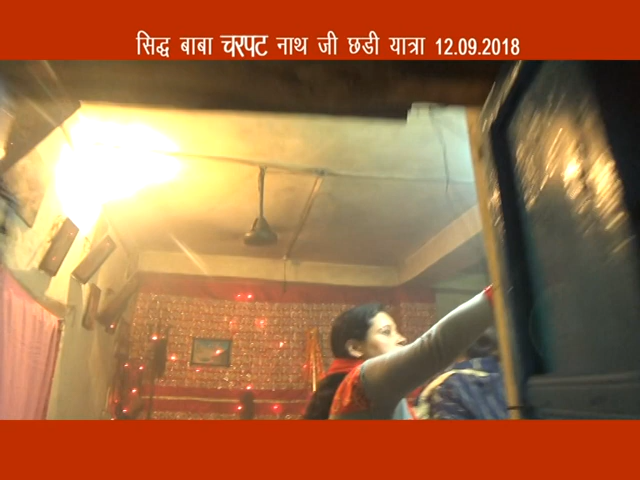 सिद्ध बाबा चरपट नाथ जी छडी यात्रा 12.09.2018